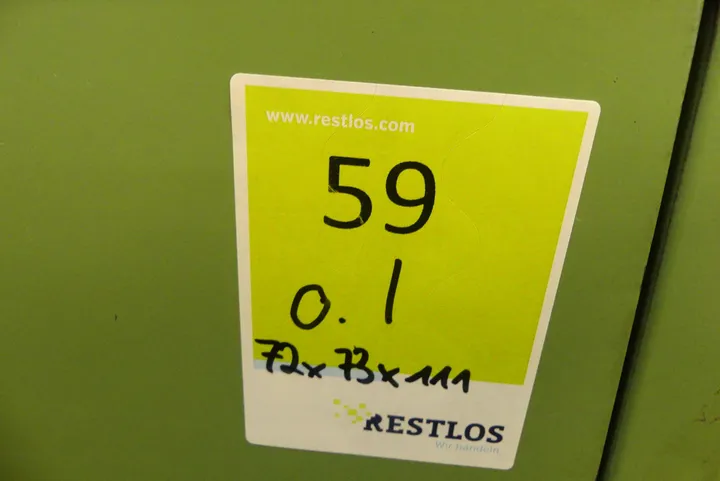 www.restlos.com
59
0.1
72x73x111
RESTLOS
Wir handeln.